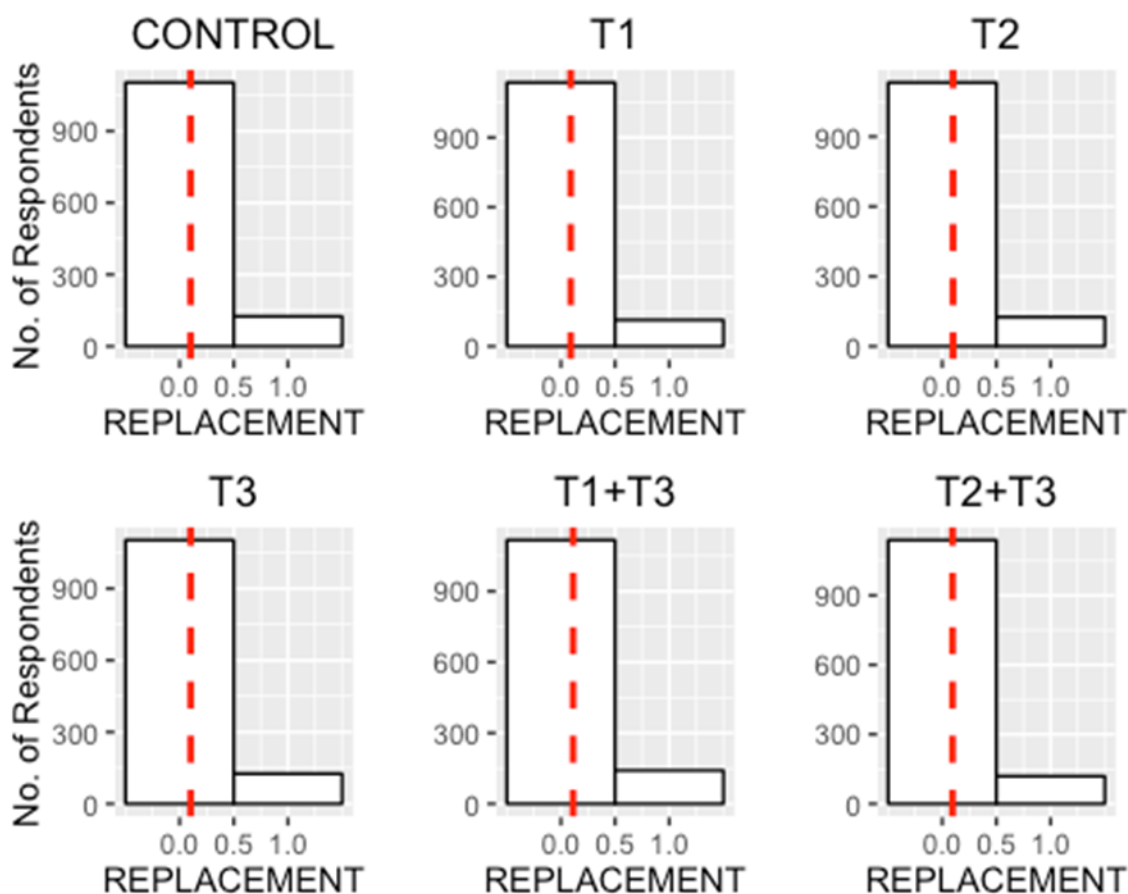 CONTROL T1 T2
No. of Respondents
900 900 900
600 600 600
300 300 300
0 0 0
0.0 0.5 1.0 0.0 0.5 1.0 0.0 0.5 1.0
REPLACEMENT REPLACEMENT REPLACEMENT
T3 T1+T3 T2+T3
No. of Respondents
900 900 900
600 600 600
300 300 300
0 0 0
0.0 0.5 1.0 0.0 0.5 1.0 0.0 0.5 1.0
REPLACEMENT REPLACEMENT REPLACEMENT